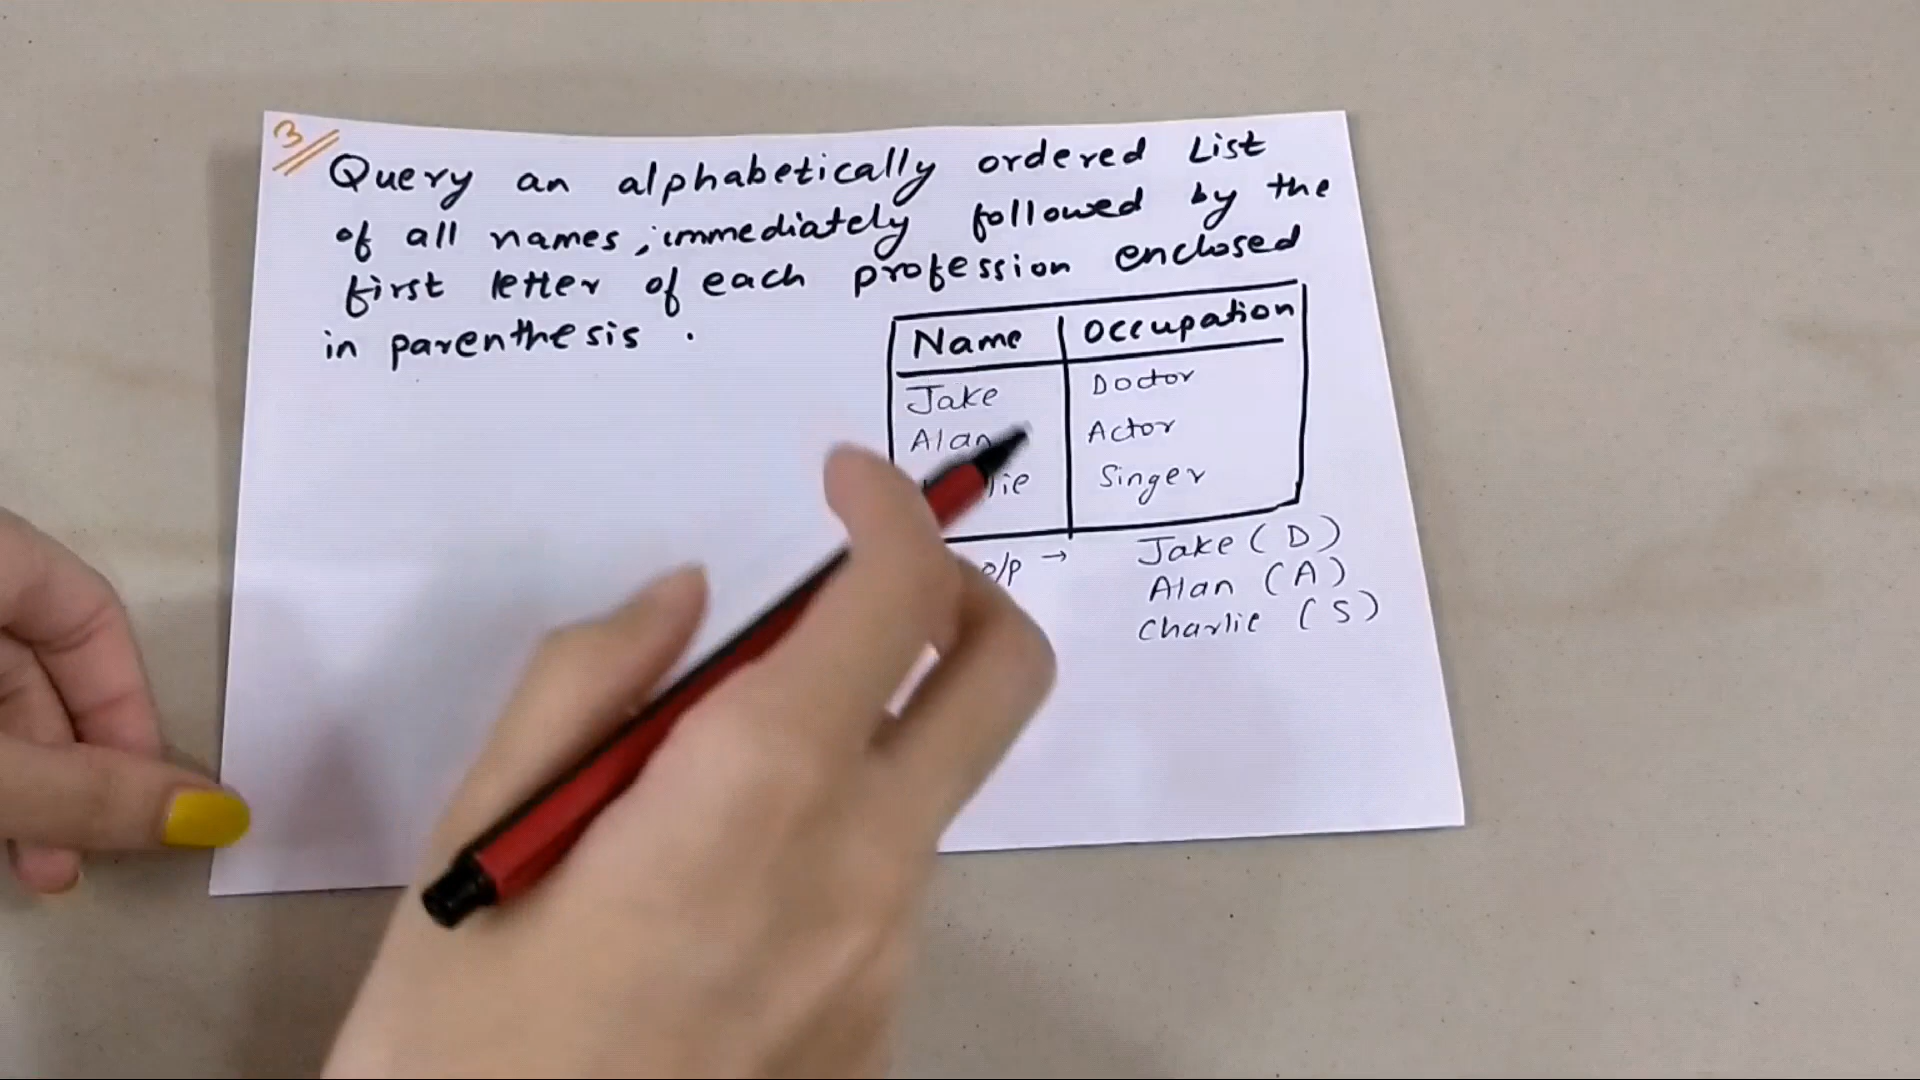 3
Query an alphabetically ordered List
of all names, immediately followed by the
first letter of each profession enclosed
in parenthesis .
Name Occupation
Jake Doctor
Alan Actor
Singer
o/p → Jake ( D )
Alan ( A )
Charlie ( S )